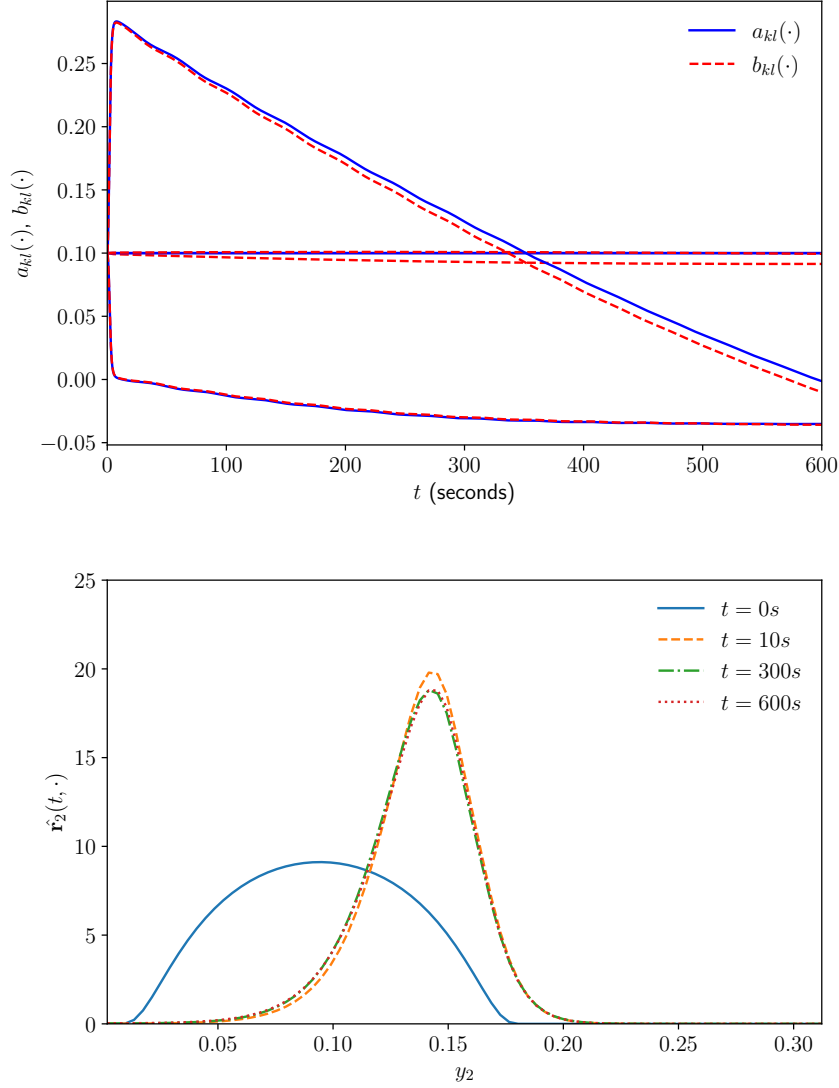 0.25
0.20
0.15
0.10
0.05
0.00
−0.05
a_{kl}(·), b_{kl}(·)
a_{kl}(·)
b_{kl}(·)
0 100 200 300 400 500 600
t (seconds)
25
20
15
10
5
0
\hat{r}_2(t, ·)
t = 0s
t = 10s
t = 300s
t = 600s
0.05 0.10 0.15 0.20 0.25 0.30
y_2